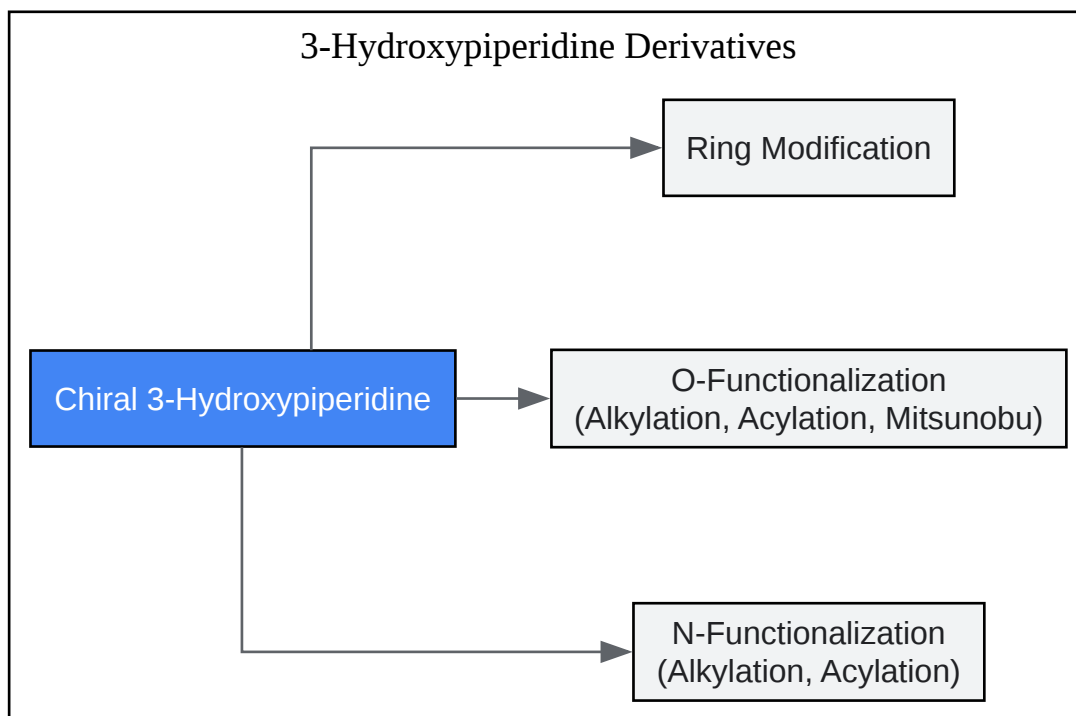 3-Hydroxypiperidine Derivatives
Ring Modification
Chiral 3-Hydroxypiperidine
O-Functionalization
(Alkylation, Acylation, Mitsunobu)
N-Functionalization
(Alkylation, Acylation)